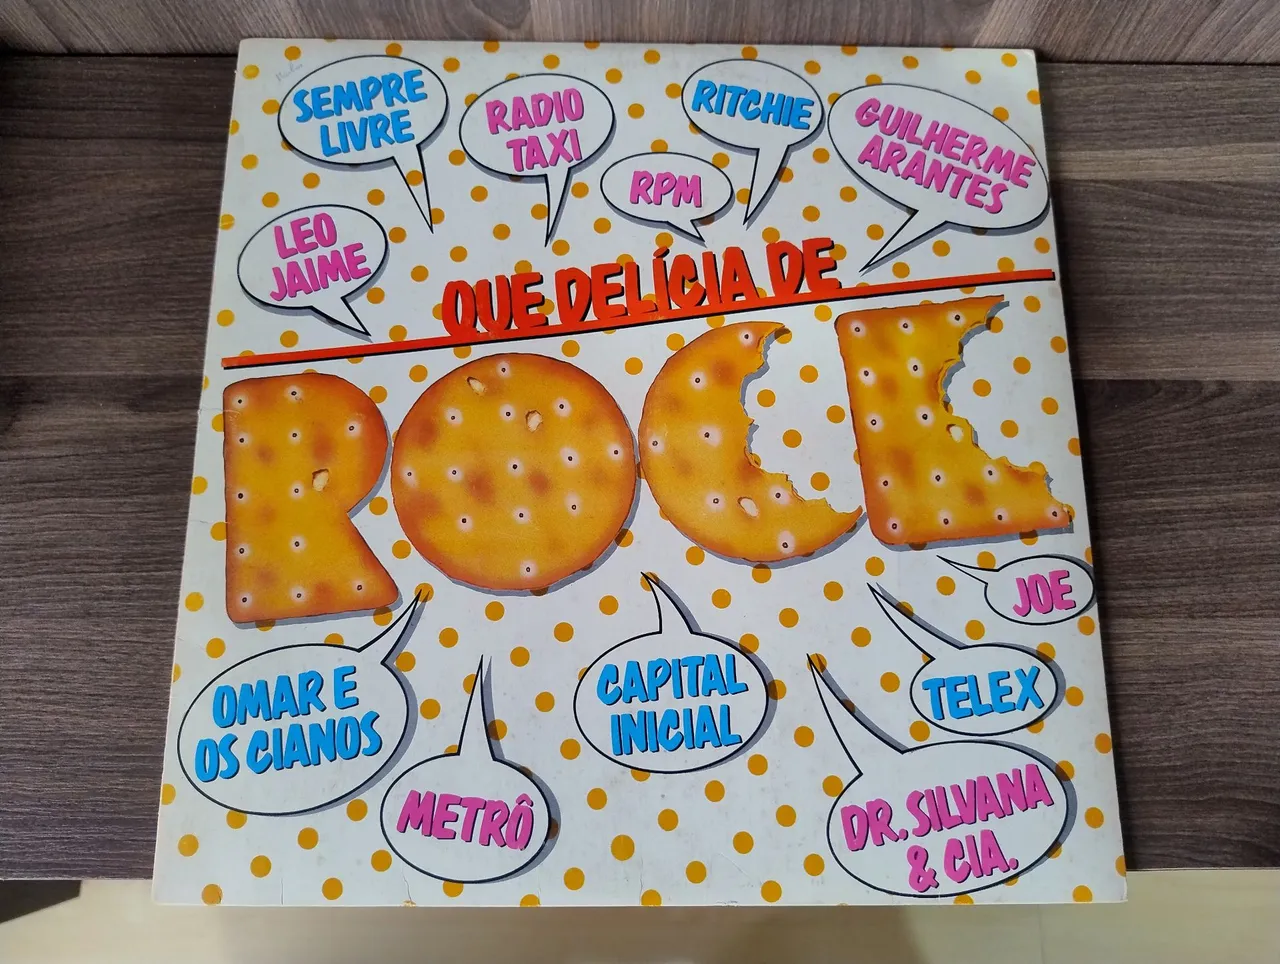 SEMPRE
LIVRE
RADIO
TAXI
RITCHIE
GUILHERME
ARANTES
RPM
LEO
JAIME
QUE DELÍCIA DE
ROCK
JOE
OMAR E
OS CIANOS
CAPITAL
INICIAL
TELEX
METRÔ
DR. SILVANA
& CIA.